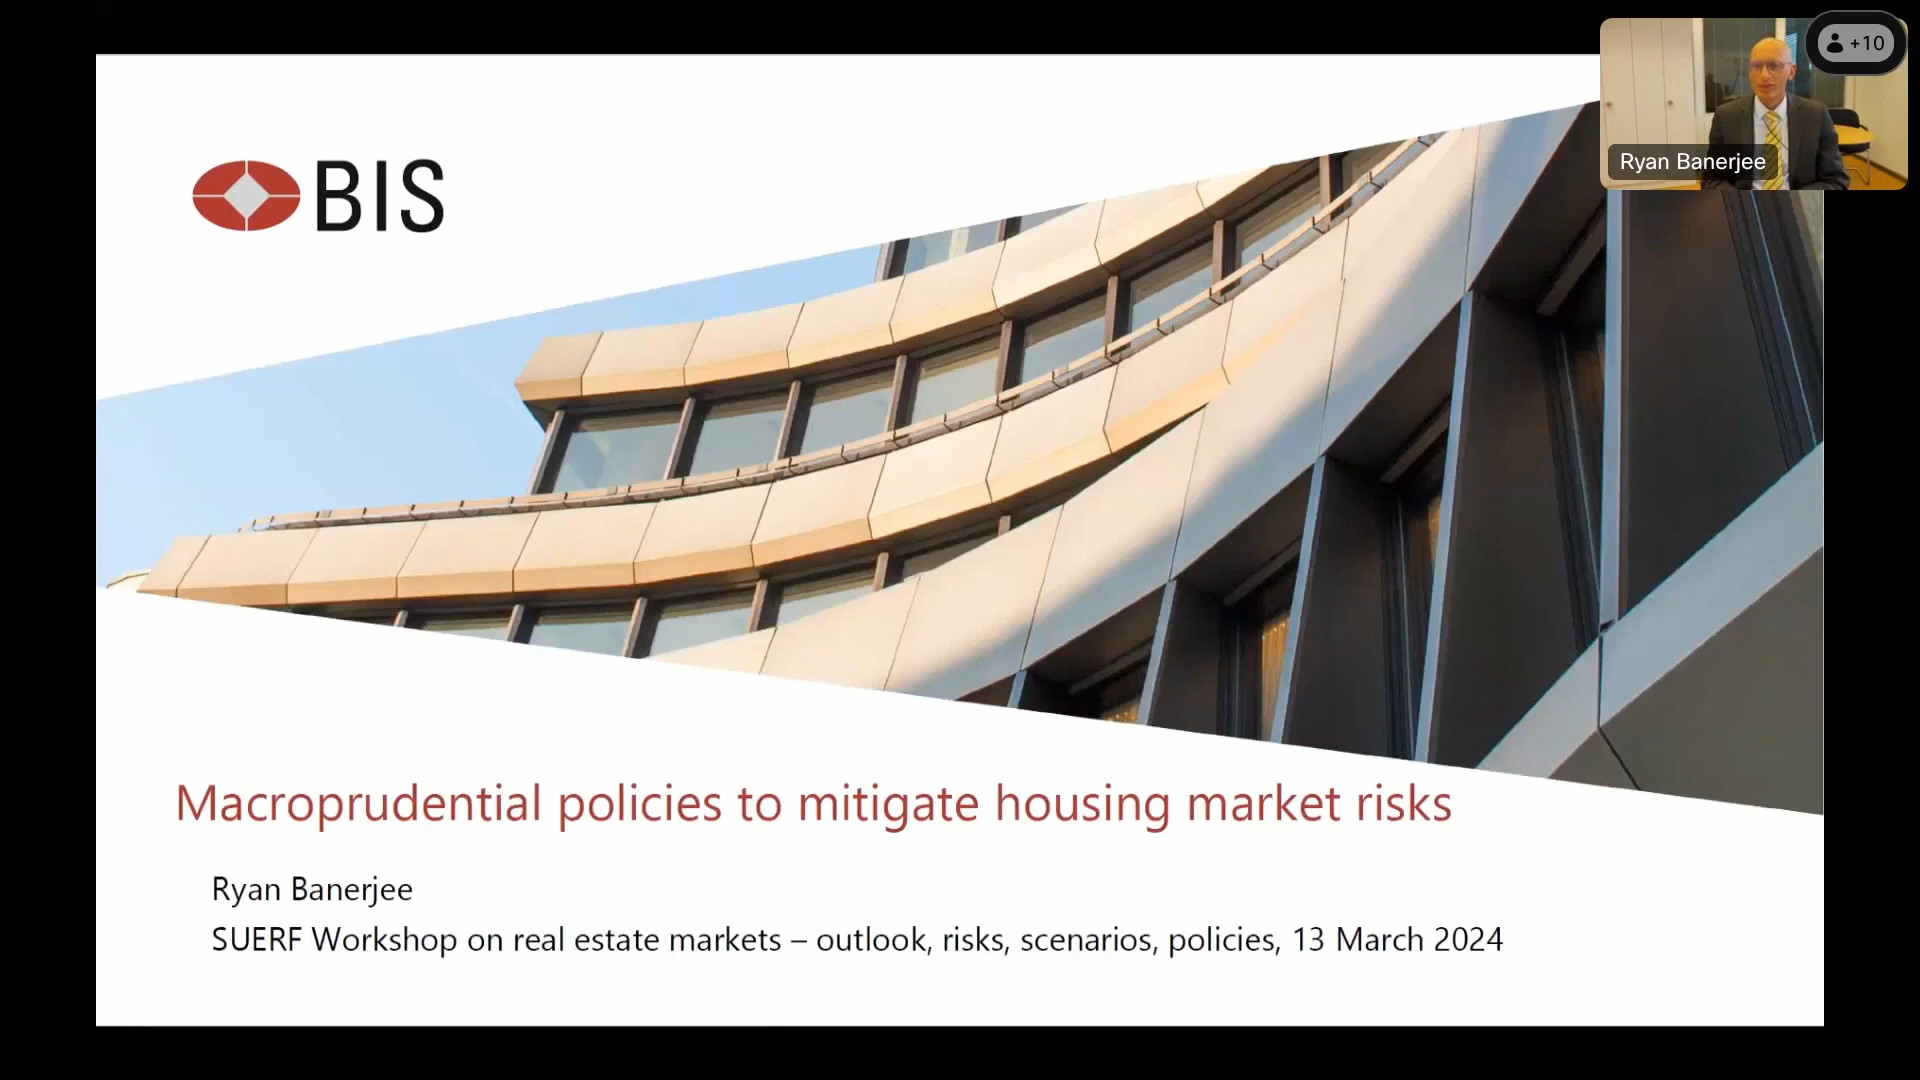 +10
Ryan Banerjee
BIS
Macroprudential policies to mitigate housing market risks
Ryan Banerjee
SUERF Workshop on real estate markets – outlook, risks, scenarios, policies, 13 March 2024